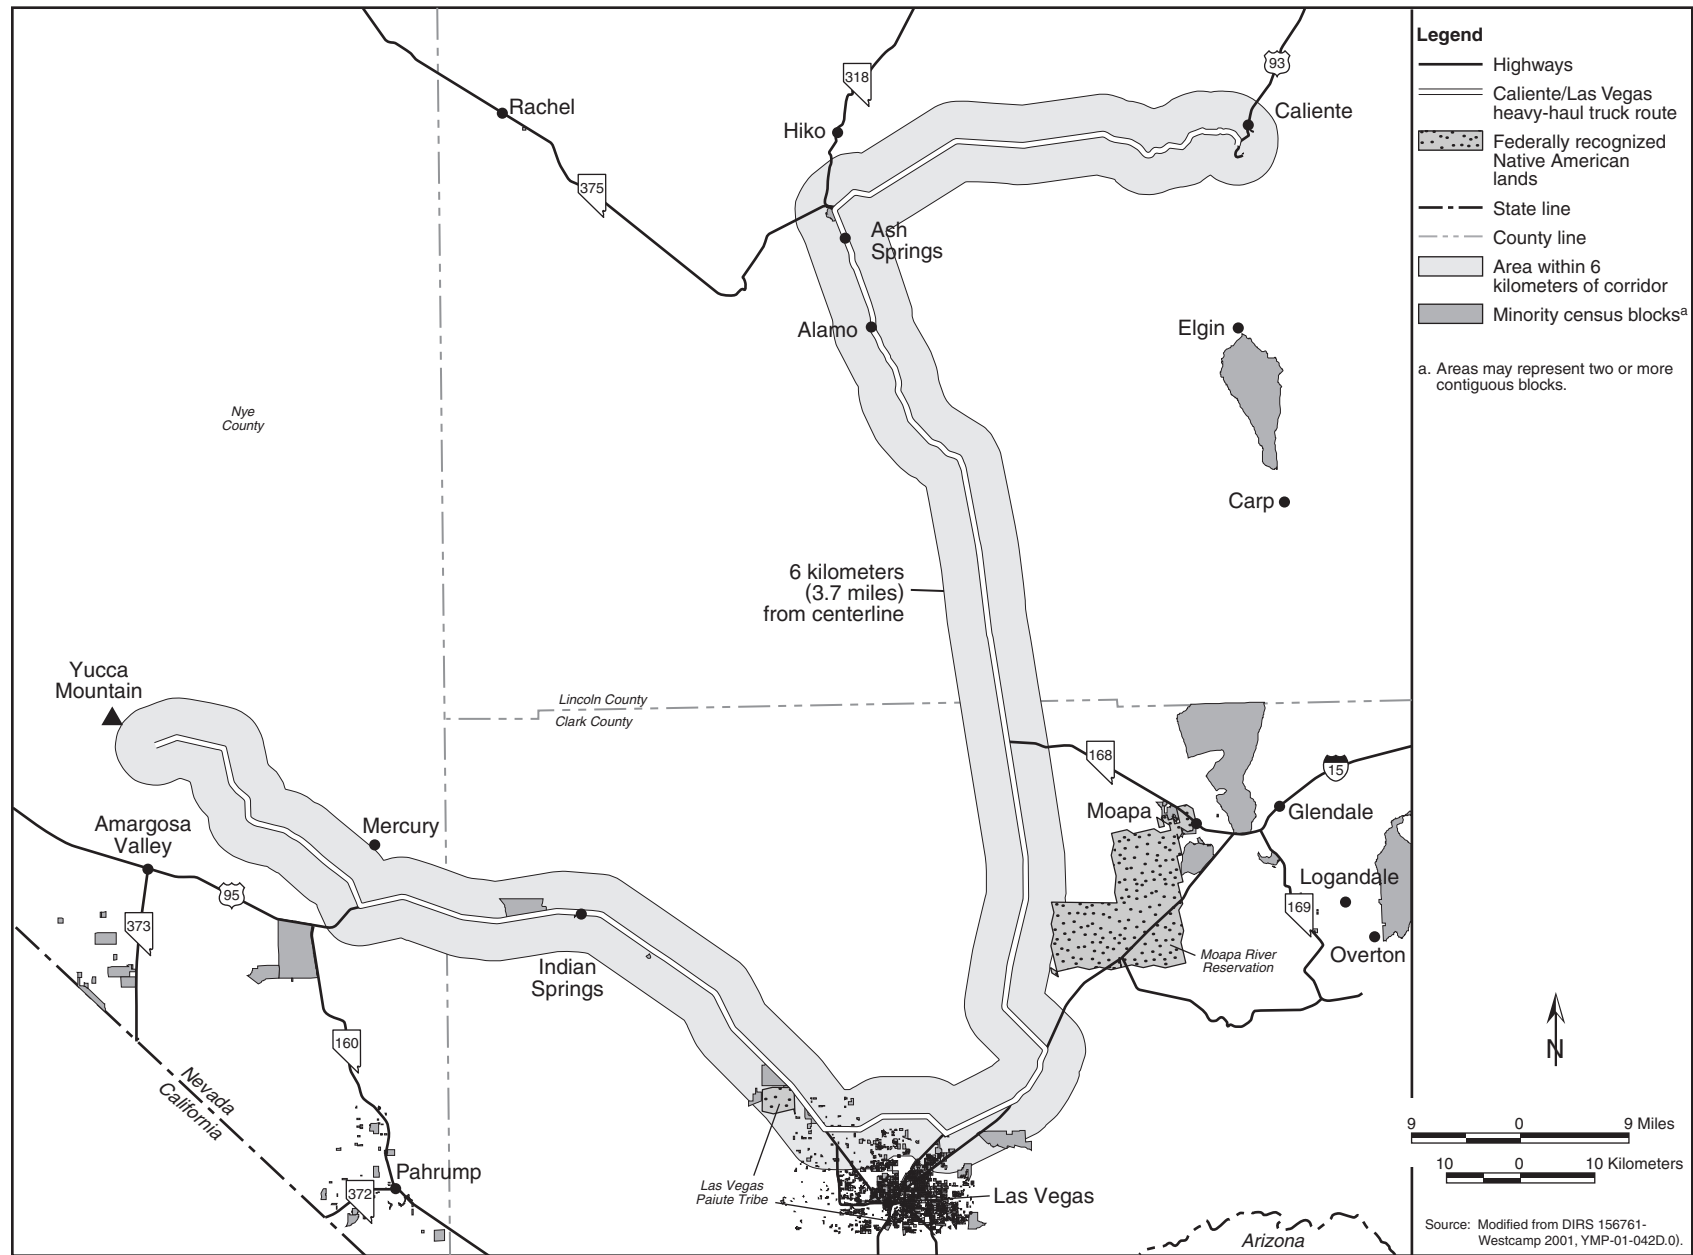 Legend
Highways
Caliente/Las Vegas
heavy-haul truck route
Federally recognized
Native American
lands
State line
County line
Area within 6
kilometers of corridor
Minority census blocksa
a. Areas may represent two or more
contiguous blocks.
318
93
Rachel
Hiko
Caliente
375
Ash
Springs
Alamo
Elgin
Nye
County
Carp
6 kilometers
(3.7 miles)
from centerline
Yucca
Mountain
Lincoln County
Clark County
168
15
Moapa
Glendale
Amargosa
Valley
Mercury
95
373
Logandale
169
Overton
Moapa River
Reservation
Indian
Springs
160
Nevada
California
N
9 0 9 Miles
10 0 10 Kilometers
Pahrump
372
Las Vegas
Paiute Tribe
Las Vegas
Arizona
Source: Modified from DIRS 156761-
Westcamp 2001, YMP-01-042D.0).